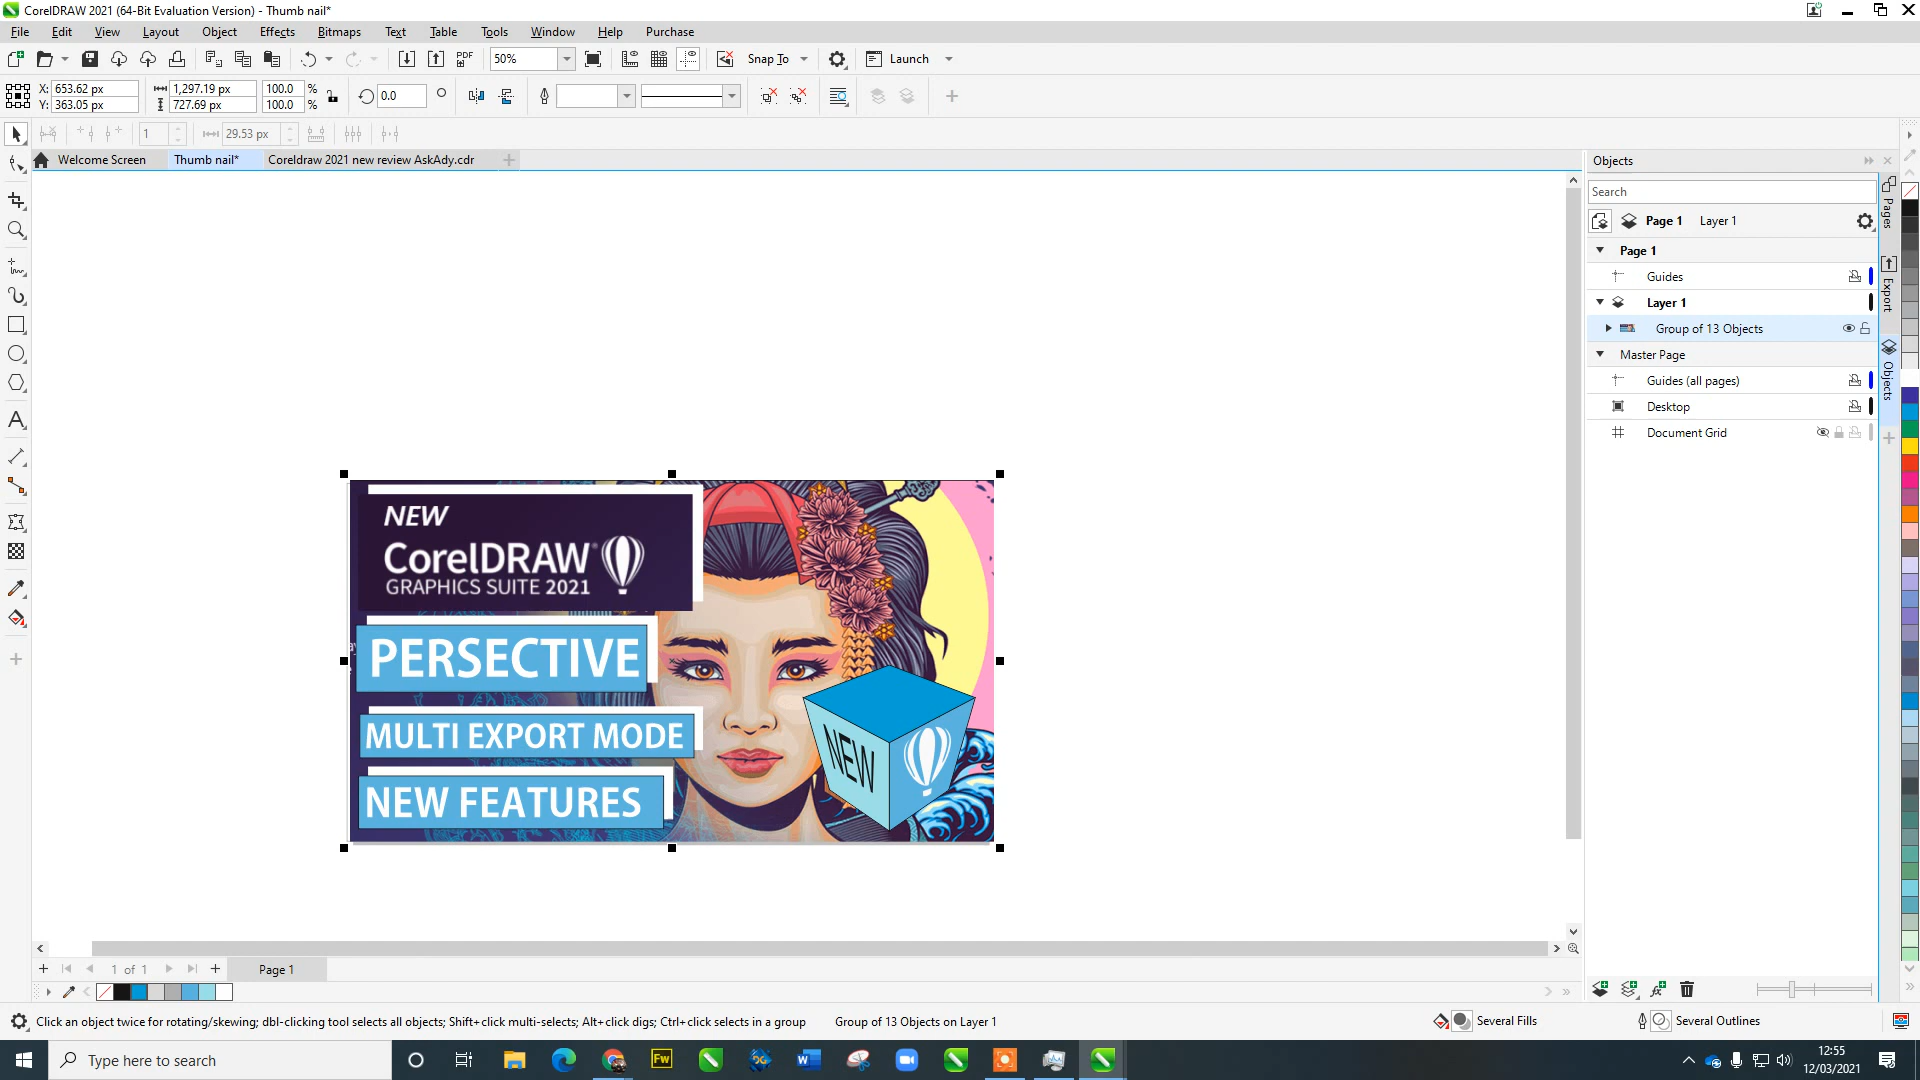 CorelDRAW 2021 (64-Bit Evaluation Version) - Thumb nail*
File Edit View Layout Object Effects Bitmaps Text Table Tools Window Help Purchase
PDF 50% Snap To Launch
X: 653.62 px 1,297.19 px 100.0 % 0.0
Y: 363.05 px 727.69 px 100.0 %
1 29.53 px
Welcome Screen Thumb nail* Coreldraw 2021 new review AskAdy.cdr
Objects
Search
Page 1 Layer 1
Page 1
Guides
Layer 1
Group of 13 Objects
Master Page
Guides (all pages)
Desktop
Document Grid
Pages
Export
Objects
NEW
CorelDRAW®
GRAPHICS SUITE 2021
PERSECTIVE
MULTI EXPORT MODE
NEW FEATURES
NEW
1 of 1 Page 1
Click an object twice for rotating/skewing; dbl-clicking tool selects all objects; Shift+click multi-selects; Alt+click digs; Ctrl+click selects in a group Group of 13 Objects on Layer 1 Several Fills Several Outlines
Type here to search
Fw
12:55
12/03/2021